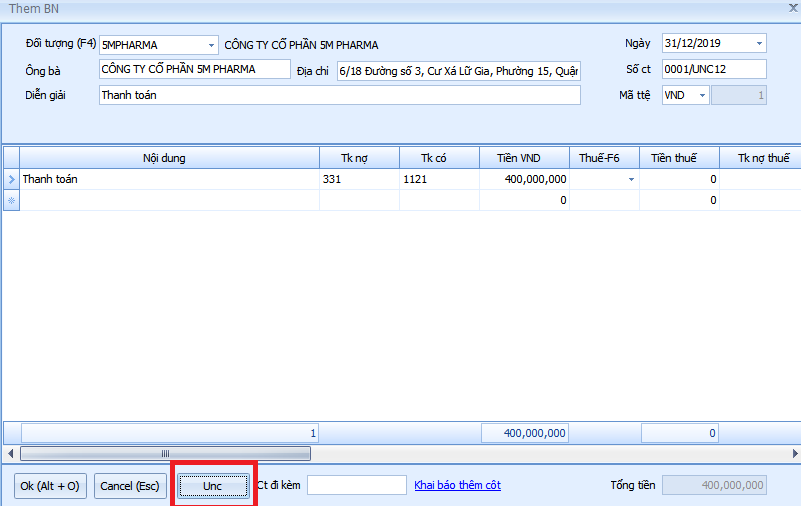 Them BN
Đối tượng (F4) 5MPHARMA CÔNG TY CỔ PHẦN 5M PHARMA Ngày 31/12/2019
Ông bà CÔNG TY CỔ PHẦN 5M PHARMA Địa chỉ 6/18 Đường số 3, Cư Xá Lữ Gia, Phường 15, Quận Số ct 0001/UNC12
Diễn giải Thanh toán Mã ttệ VND 1
Nội dung Tk nợ Tk có Tiền VND Thuế-F6 Tiền thuế Tk nợ thuế
Thanh toán 331 1121 400,000,000 0
0 0
1 400,000,000 0
Ok (Alt + O) Cancel (Esc) Unc Ct đi kèm Khai báo thêm côt Tổng tiền 400,000,000